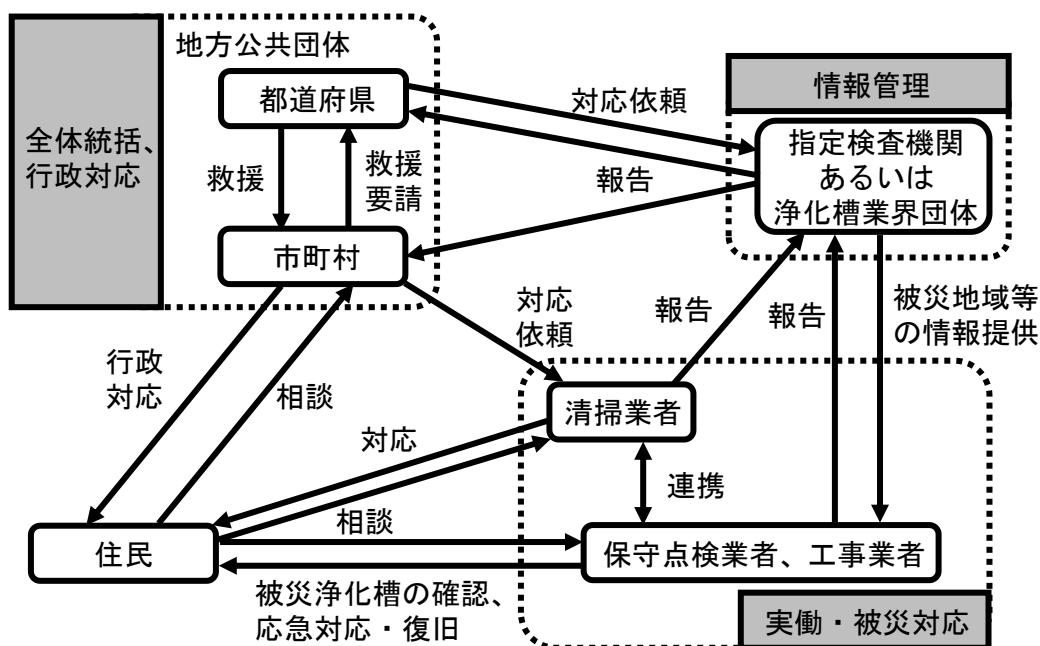 地方公共団体
全体統括、
行政対応
都道府県
救援
救援
要請
市町村
対応依頼
報告
情報管理
指定検査機関
あるいは
浄化槽業界団体
対応
依頼
報告
報告
被災地域等
の情報提供
行政
対応
相談
対応
相談
清掃業者
連携
住民
保守点検業者、工事業者
被災浄化槽の確認、
応急対応・復旧
実働・被災対応